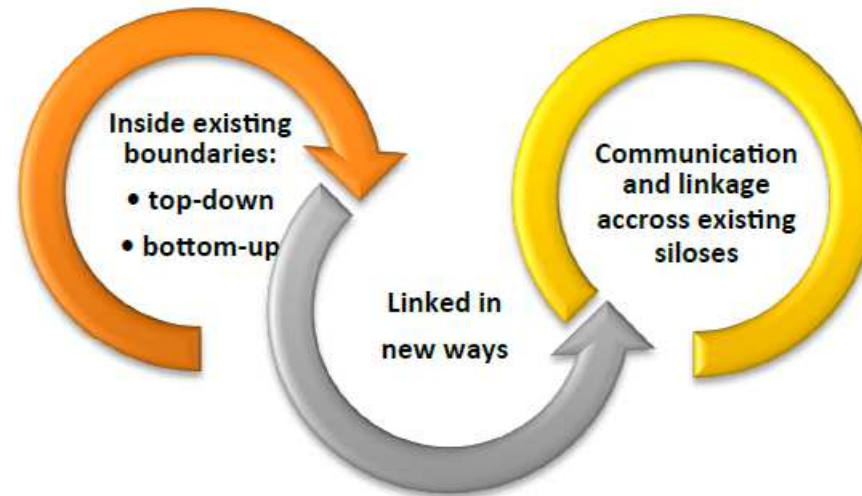 Inside existing
boundaries:
• top-down
• bottom-up
Linked in
new ways
Communication
and linkage
accross existing
siloses